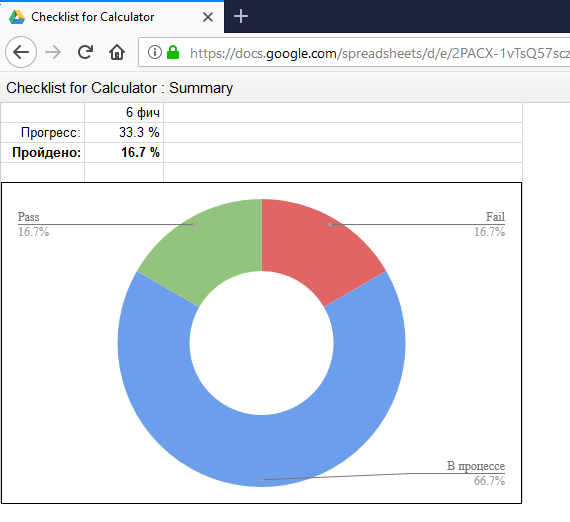 Checklist for Calculator
https://docs.google.com/spreadsheets/d/e/2PACX-1vTsQ57scz
Checklist for Calculator : Summary
6 фич
Прогресс: 33.3 %
Пройдено: 16.7 %
Pass
16.7%
Fail
16.7%
В процессе
66.7%